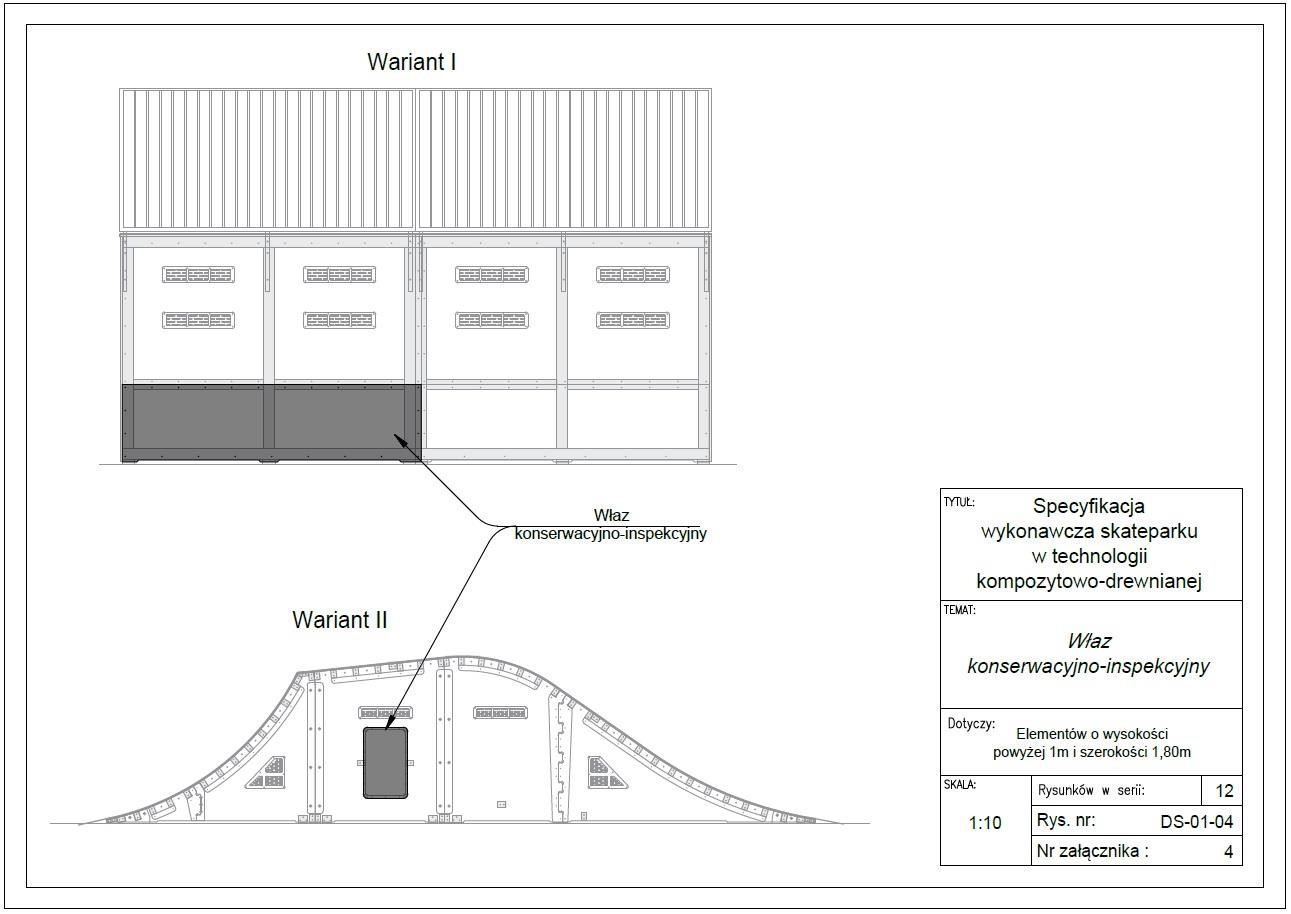 Wariant I
Właz
konserwacyjno-inspekcyjny
Wariant II
TYTUŁ:
Specyfikacja
wykonawcza skateparku
w technologii
kompozytowo-drewnianej
TEMAT:
Właz
konserwacyjno-inspekcyjny
Dotyczy:
Elementów o wysokości
powyżej 1m i szerokości 1,80m
SKALA:
1:10
Rysunków w serii: 12
Rys. nr: DS-01-04
Nr załącznika : 4